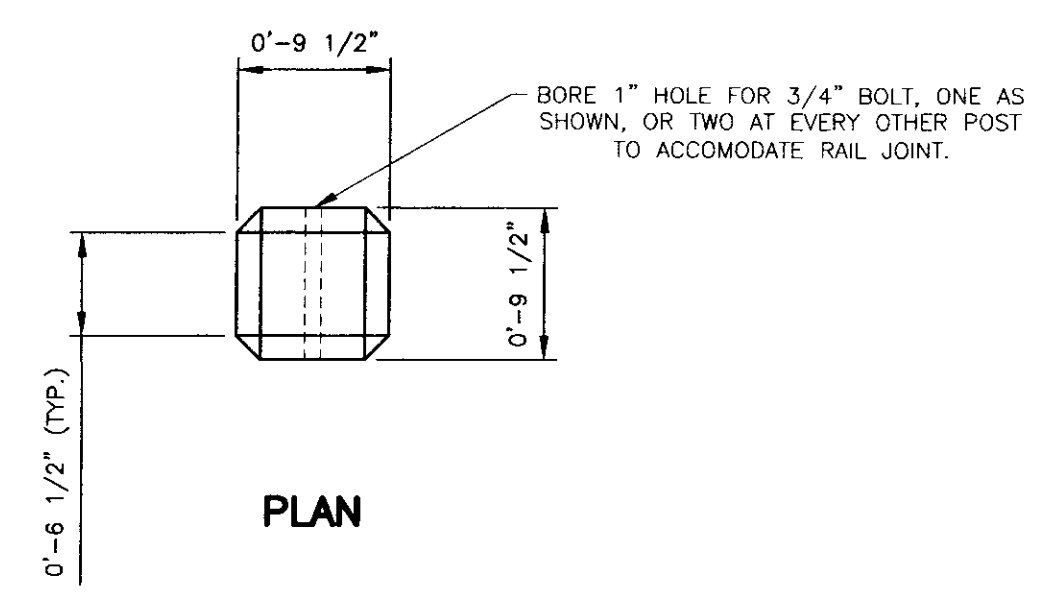 0'-9 1/2"
BORE 1" HOLE FOR 3/4" BOLT, ONE AS
SHOWN, OR TWO AT EVERY OTHER POST
TO ACCOMODATE RAIL JOINT.
0'-9 1/2"
0'-6 1/2" (TYP.)
PLAN